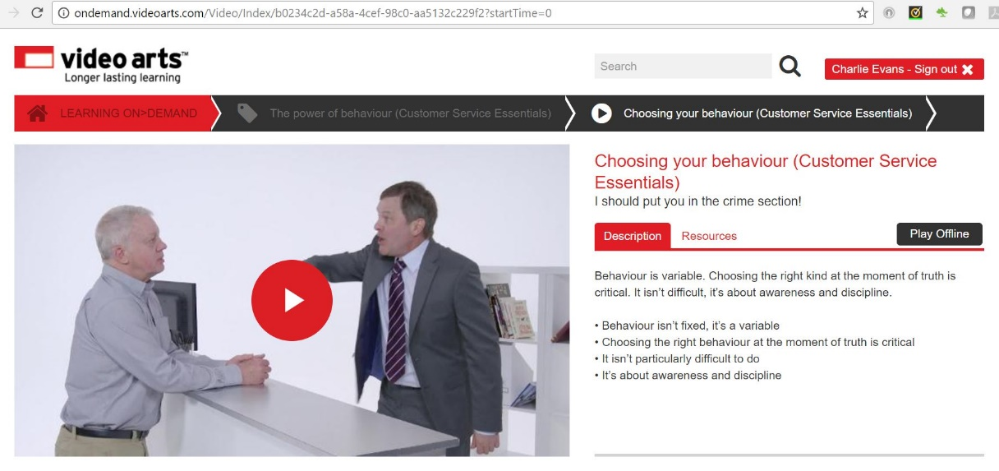 ondemand.videoarts.com/Video/Index/b0234c2d-a58a-4cef-98c0-aa5132c229f2?startTime=0
video arts™
Longer lasting learning
Search
Charlie Evans - Sign out
LEARNING ON>DEMAND
The power of behaviour (Customer Service Essentials)
Choosing your behaviour (Customer Service Essentials)
Choosing your behaviour (Customer Service
Essentials)
I should put you in the crime section!
Description
Resources
Play Offline
Behaviour is variable. Choosing the right kind at the moment of truth is
critical. It isn’t difficult, it’s about awareness and discipline.
• Behaviour isn’t fixed, it’s a variable
• Choosing the right behaviour at the moment of truth is critical
• It isn’t particularly difficult to do
• It’s about awareness and discipline